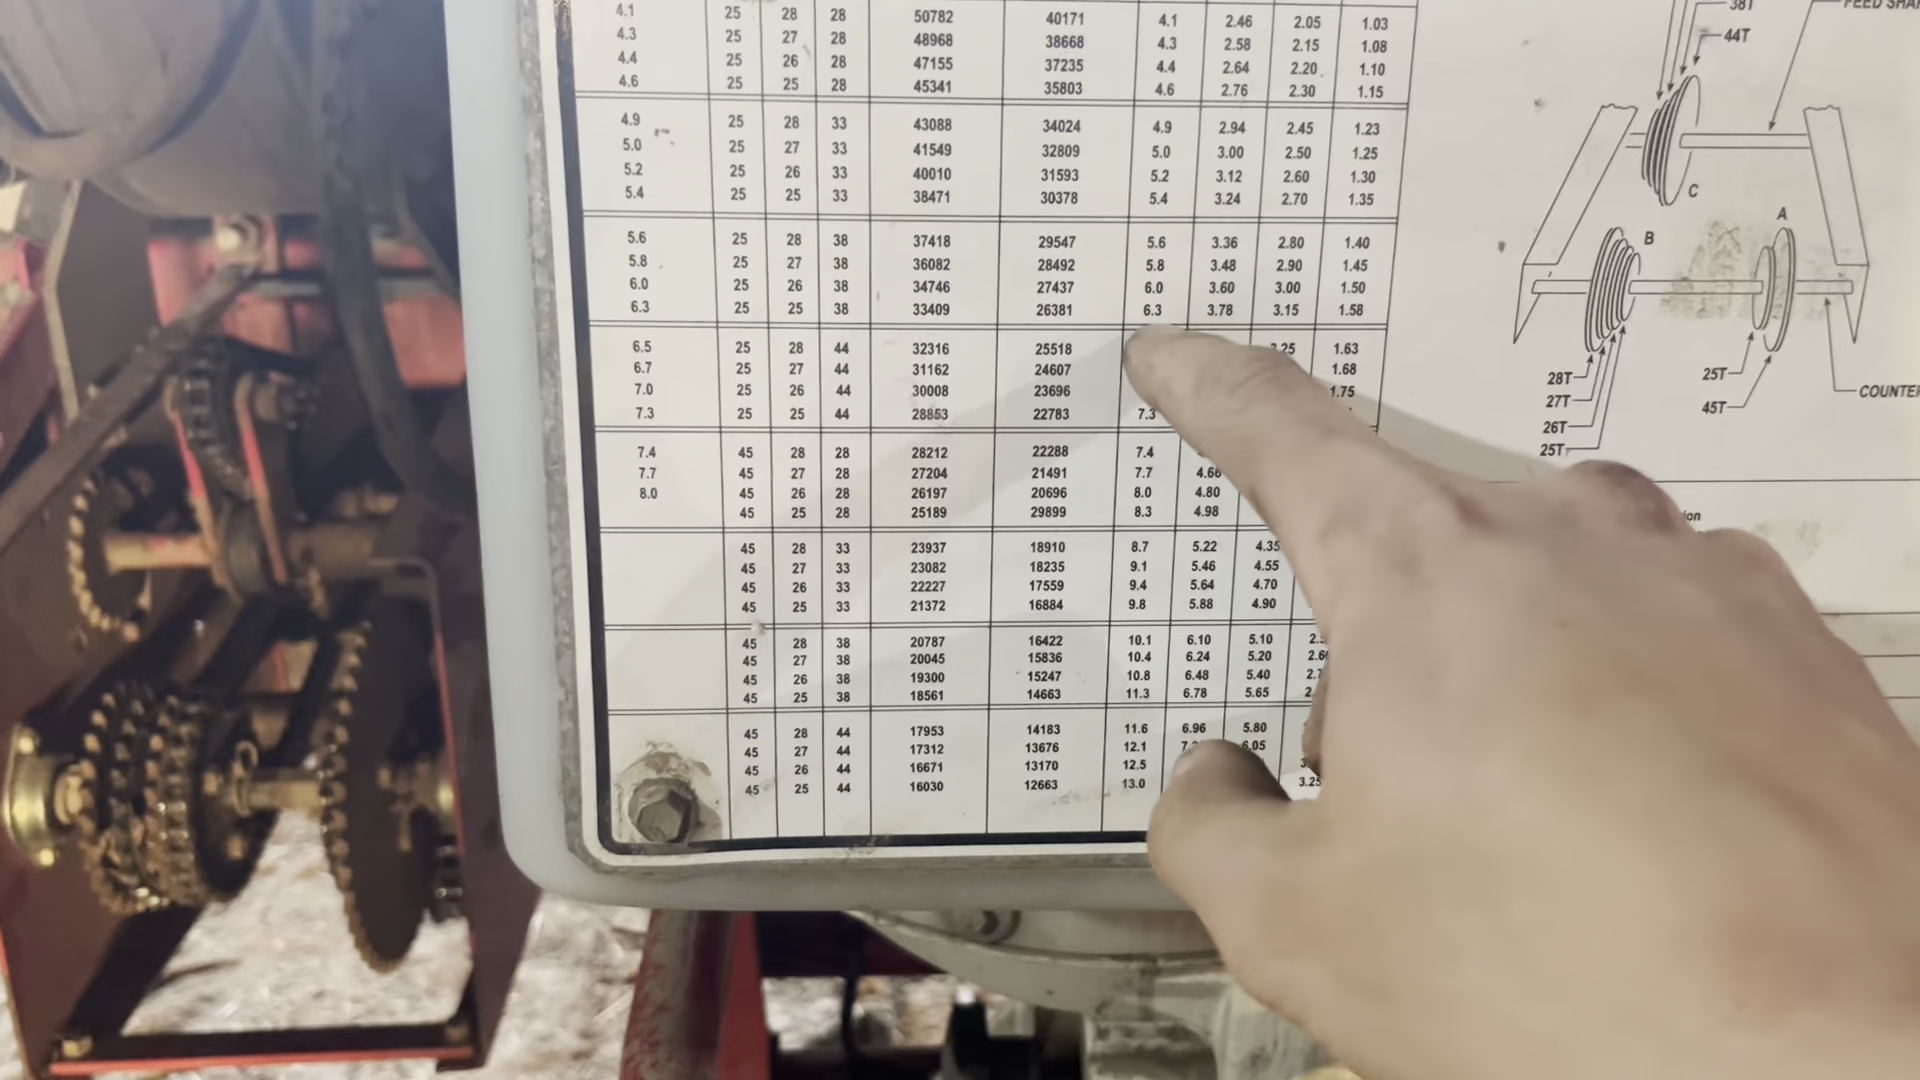 4.1 25 28 28 50782 40171 4.1 2.46 2.05 1.03
4.3 25 27 28 48968 38668 4.3 2.58 2.15 1.08
4.4 25 26 28 47155 37235 4.4 2.64 2.20 1.10
4.6 25 25 28 45341 35803 4.6 2.76 2.30 1.15
4.9 25 28 33 43088 34024 4.9 2.94 2.45 1.23
5.0 25 27 33 41549 32809 5.0 3.00 2.50 1.25
5.2 25 26 33 40010 31593 5.2 3.12 2.60 1.30
5.4 25 25 33 38471 30378 5.4 3.24 2.70 1.35
5.6 25 28 38 37418 29547 5.6 3.36 2.80 1.40
5.8 25 27 38 36082 28492 5.8 3.48 2.90 1.45
6.0 25 26 38 34746 27437 6.0 3.60 3.00 1.50
6.3 25 25 38 33409 26381 6.3 3.78 3.15 1.58
6.5 25 28 44 32316 25518 1.63
6.7 25 27 44 31162 24607 1.68
7.0 25 26 44 30008 23696 1.75
7.3 25 25 44 28853 22783 7.3
7.4 45 28 28 28212 22288 7.4
7.7 45 27 28 27204 21491 7.7 4.66
8.0 45 26 28 26197 20696 8.0 4.80
45 25 28 25189 29899 8.3 4.98
45 28 33 23937 18910 8.7 5.22 4.35
45 27 33 23082 18235 9.1 5.46 4.55
45 26 33 22227 17559 9.4 5.64 4.70
45 25 33 21372 16884 9.8 5.88 4.90
45 28 38 20787 16422 10.1 6.10 5.10
45 27 38 20045 15836 10.4 6.24 5.20
45 26 38 19300 15247 10.8 6.48 5.40
45 25 38 18561 14663 11.3 6.78 5.65
45 28 44 17953 14183 11.6 6.96 5.80
45 27 44 17312 13676 12.1 6.05
45 26 44 16671 13170 12.5
45 25 44 16030 12663 13.0 3.25
38T
44T
FEED
C
B
A
28T
27T
26T
25T
25T
45T
COUNTER